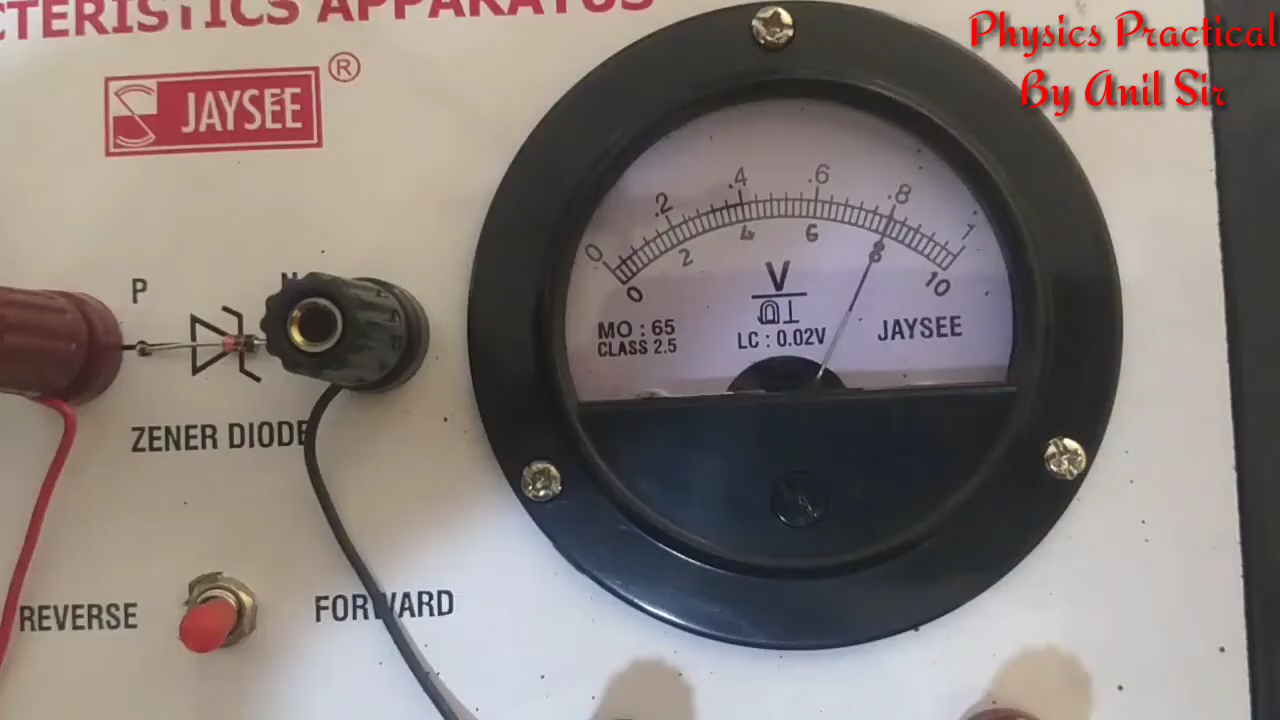 CTERISTICS APPARATUS
Physics Practical
By Anil Sir
JAYSEE ®
0 .2 .4 .6 .8 1
0 2 4 6 8 10
V
MO : 65
CLASS 2.5
LC : 0.02V
JAYSEE
P
ZENER DIODE
REVERSE
FORWARD